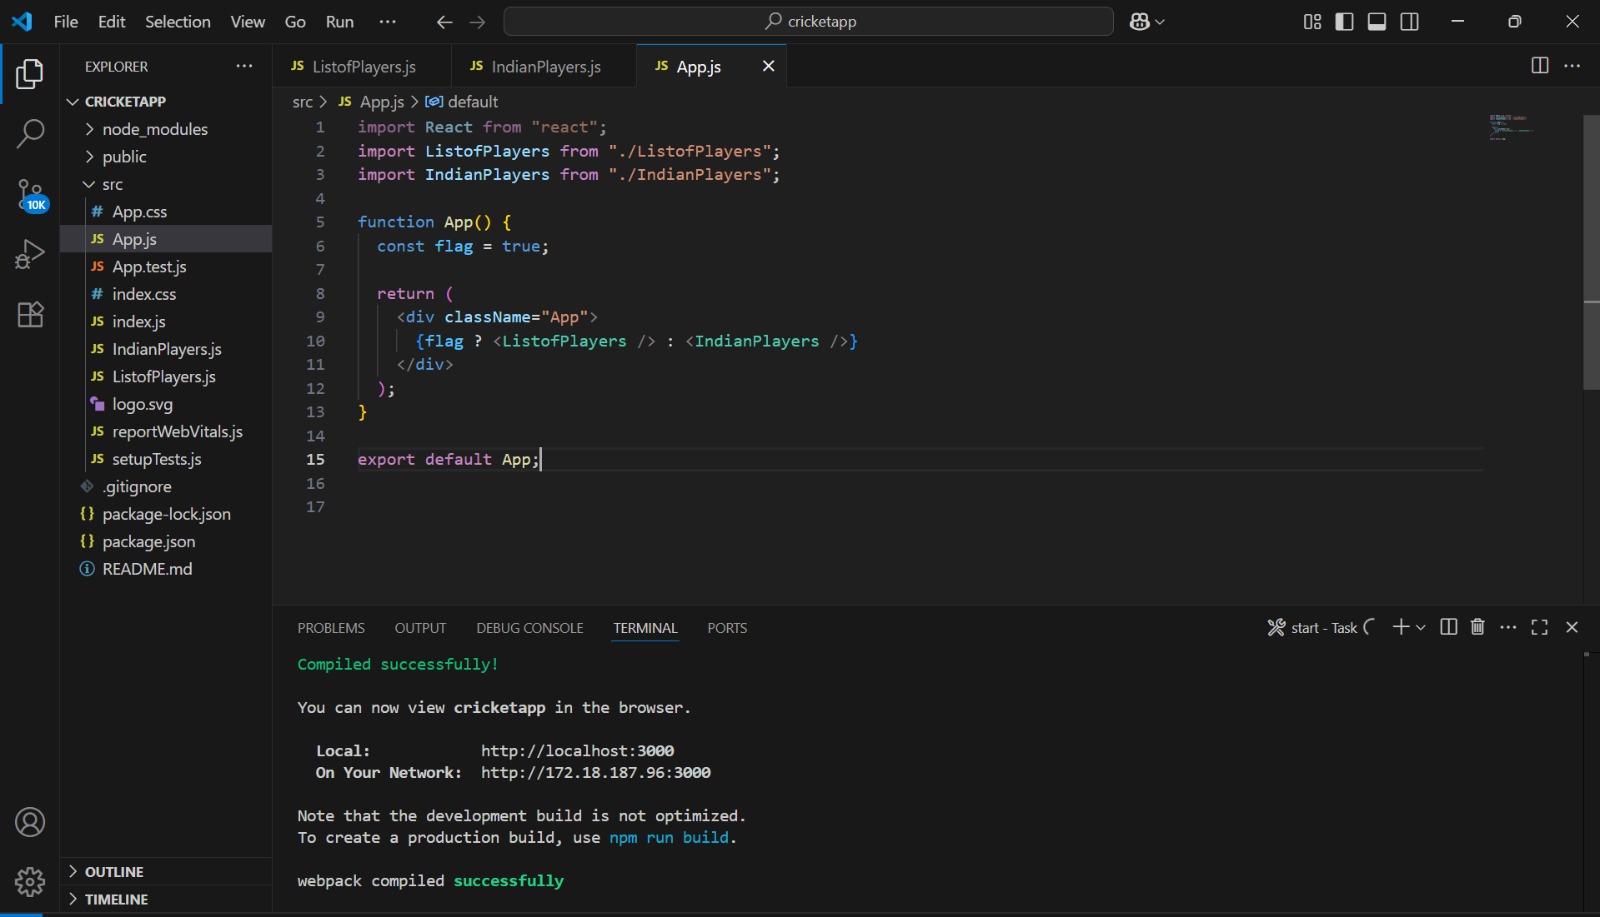 File Edit Selection View Go Run ···
cricketapp
EXPLORER ···
CRICKETAPP
node_modules
public
src
# App.css
JS App.js
JS App.test.js
# index.css
JS index.js
JS IndianPlayers.js
JS ListofPlayers.js
logo.svg
JS reportWebVitals.js
JS setupTests.js
.gitignore
{} package-lock.json
{} package.json
README.md
OUTLINE
TIMELINE
10K
JS ListofPlayers.js JS IndianPlayers.js JS App.js
src > JS App.js > default
1 import React from "react";
2 import ListofPlayers from "./ListofPlayers";
3 import IndianPlayers from "./IndianPlayers";
4
5 function App() {
6 const flag = true;
7
8 return (
9 <div className="App">
10 {flag ? <ListofPlayers /> : <IndianPlayers />}
11 </div>
12 );
13 }
14
15 export default App;
16
17
PROBLEMS OUTPUT DEBUG CONSOLE TERMINAL PORTS
start - Task
Compiled successfully!
You can now view cricketapp in the browser.
Local: http://localhost:3000
On Your Network: http://172.18.187.96:3000
Note that the development build is not optimized.
To create a production build, use npm run build.
webpack compiled successfully